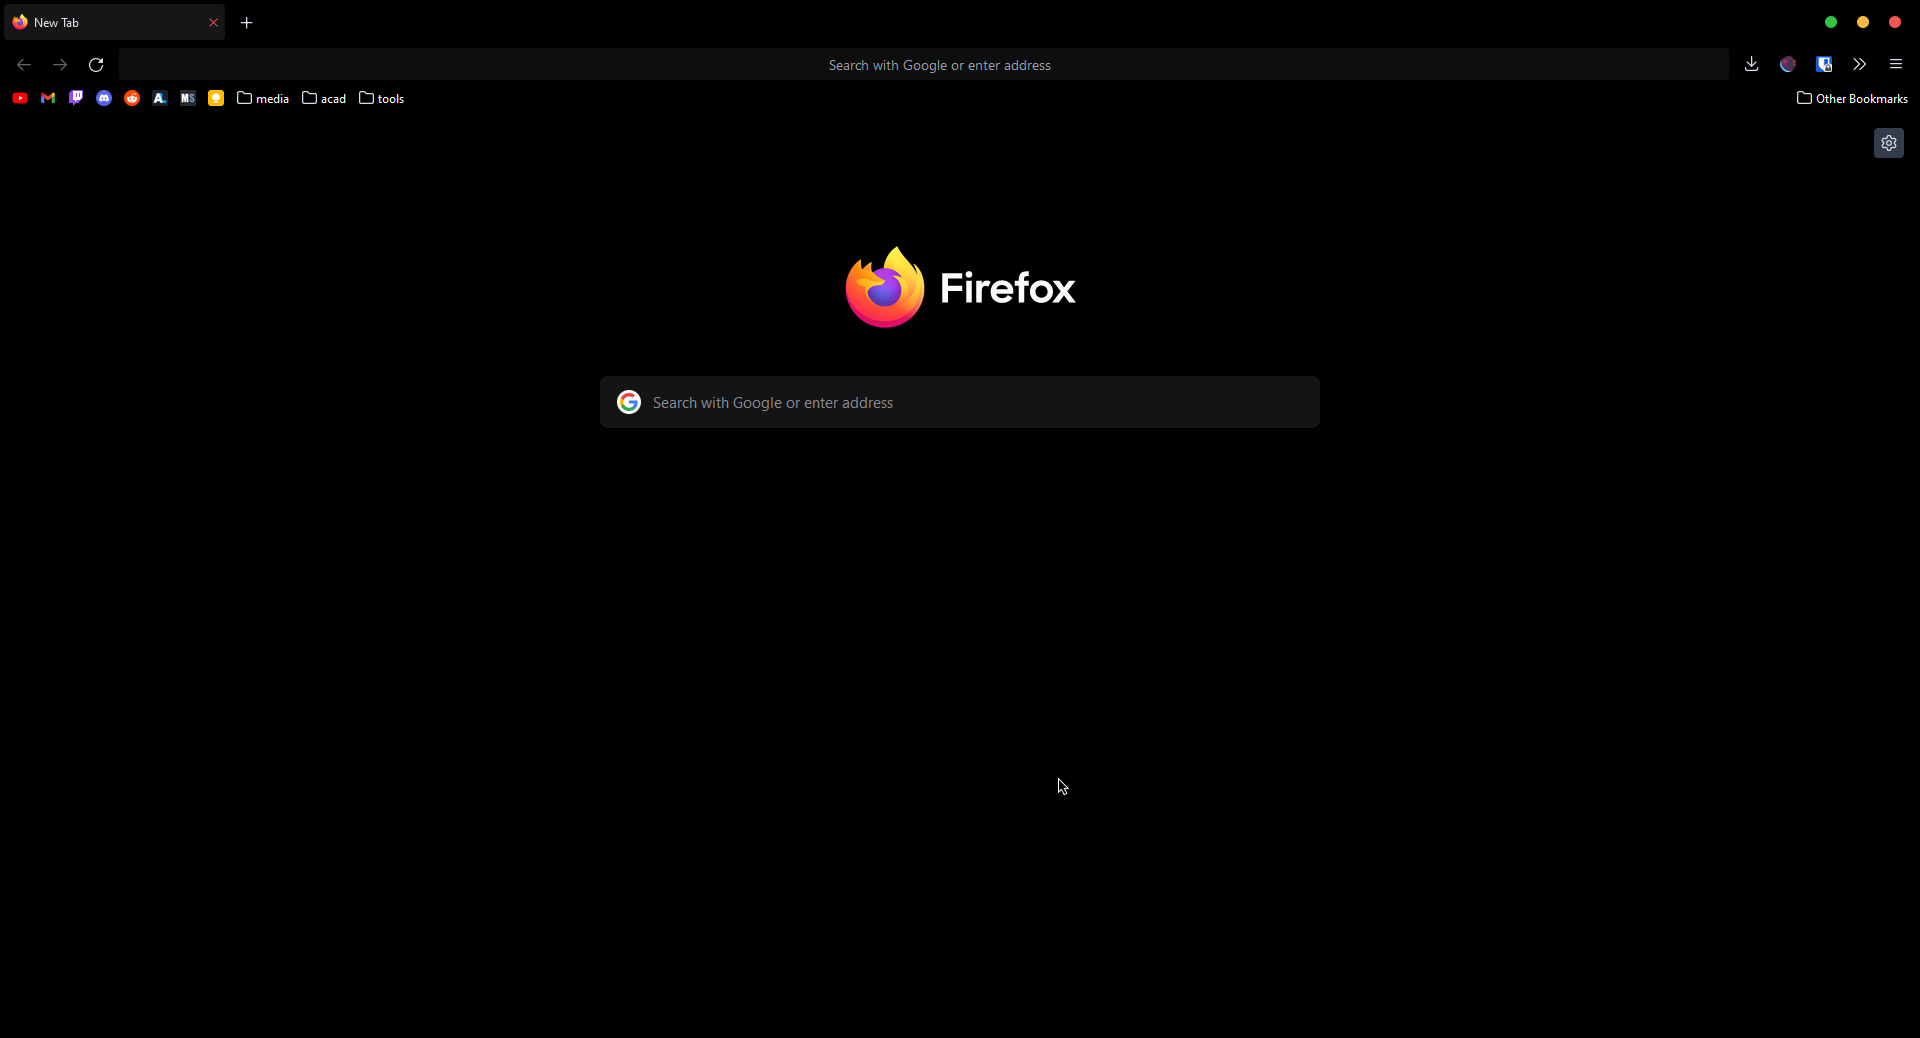 New Tab
Search with Google or enter address
A.
MS
media
acad
tools
Other Bookmarks
Firefox
Search with Google or enter address